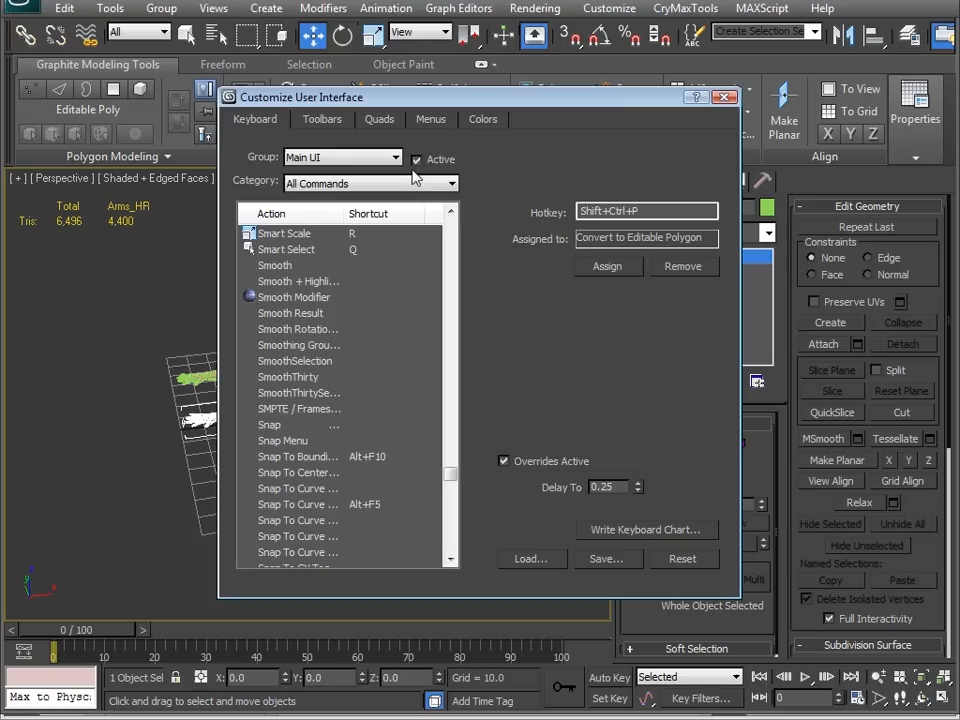 Edit Tools Group Views Create Modifiers Animation Graph Editors Rendering Customize CryMaxTools MAXScript Help
All View Create Selection Se
Graphite Modeling Tools Freeform Selection Object Paint
Editable Poly
Polygon Modeling
Make Planar
To View
To Grid
X Y Z
Align
Properties
Customize User Interface
Keyboard Toolbars Quads Menus Colors
Group: Main UI Active
Category: All Commands
Action Shortcut
Smart Scale R
Smart Select Q
Smooth
Smooth + Highli...
Smooth Modifier
Smooth Result
Smooth Rotatio...
Smoothing Grou...
SmoothSelection
SmoothThirty
SmoothThirtySe...
SMPTE / Frames...
Snap ...
Snap Menu
Snap To Boundi... Alt+F10
Snap To Center...
Snap To Curve ...
Snap To Curve ... Alt+F5
Snap To Curve ...
Snap To Curve ...
Snap To Curve ...
Hotkey: Shift+Ctrl+P
Assigned to: Convert to Editable Polygon
Assign Remove
Overrides Active
Delay To 0.25
Write Keyboard Chart...
Load... Save... Reset
[ + ] [ Perspective ] [ Shaded + Edged Faces ]
Total Arms_HR
Tris: 6,496 4,400
Edit Geometry
Repeat Last
Constraints
None Edge
Face Normal
Preserve UVs
Create Collapse
Attach Detach
Slice Plane Split
Slice Reset Plane
QuickSlice Cut
MSmooth Tessellate
Make Planar X Y Z
View Align Grid Align
Relax
Hide Selected Unhide All
Hide Unselected
Named Selections:
Copy Paste
Delete Isolated Vertices
Full Interactivity
Subdivision Surface
Multi
Whole Object Selected
Soft Selection
0 / 100
0 10 20 30 40 50 60 70 80 90 100
1 Object Sel X: 0.0 Y: 0.0 Z: 0.0 Grid = 10.0
Auto Key Selected
Max to Physc
Click and drag to select and move objects
Add Time Tag
Set Key Key Filters... 0